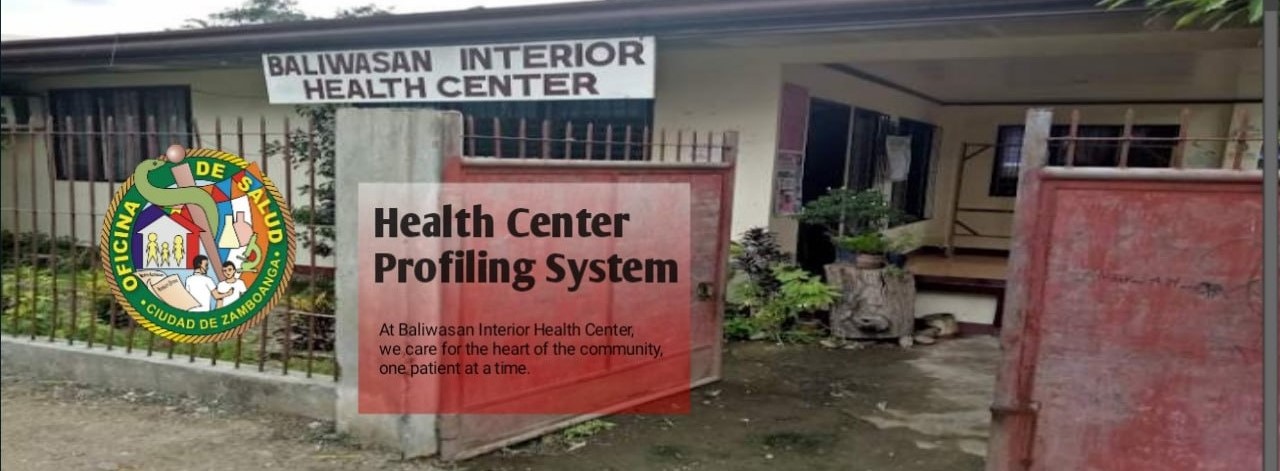 BALIWASAN INTERIOR
HEALTH CENTER
OFICINA DE SALUD
• CIUDAD DE ZAMBOANGA •
Health Center
Profiling System
At Baliwasan Interior Health Center,
we care for the heart of the community,
one patient at a time.